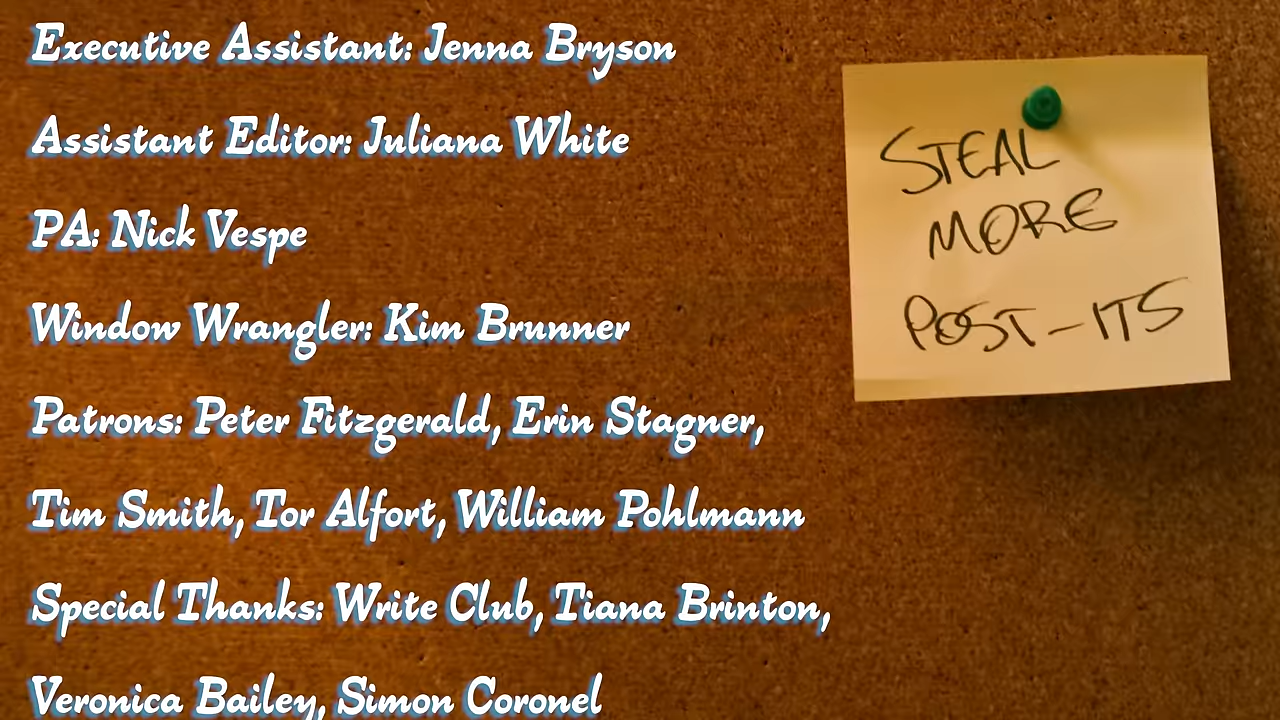 Executive Assistant: Jenna Bryson
Assistant Editor: Juliana White
PA: Nick Vespe
Window Wrangler: Kim Brunner
Patrons: Peter Fitzgerald, Erin Stagner,
Tim Smith, Tor Alfort, William Pohlmann
Special Thanks: Write Club, Tiana Brinton,
Veronica Bailey, Simon Coronel
STEAL
MORE
POST-ITS